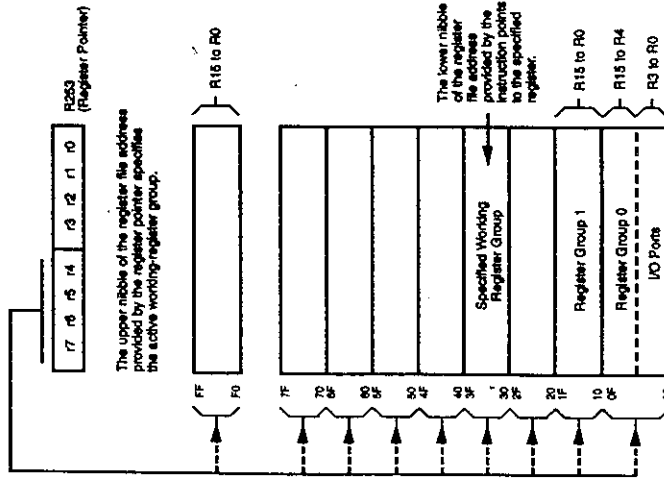 r7 r6 r5 r4 r3 r2 r1 r0
R253
(Register Pointer)
The upper nibble of the register file address
provided by the register pointer specifies
the active working-register group.
FF
F0
R15 to R0
7F
70
6F
60
5F
50
4F
40
3F
30
2F
20
1F
10
0F
Specified Working
Register Group
The lower nibble
of the register
file address
provided by the
instruction points
to the specified
register.
Register Group 1
R15 to R0
Register Group 0
R15 to R4
I/O Ports
R3 to R0